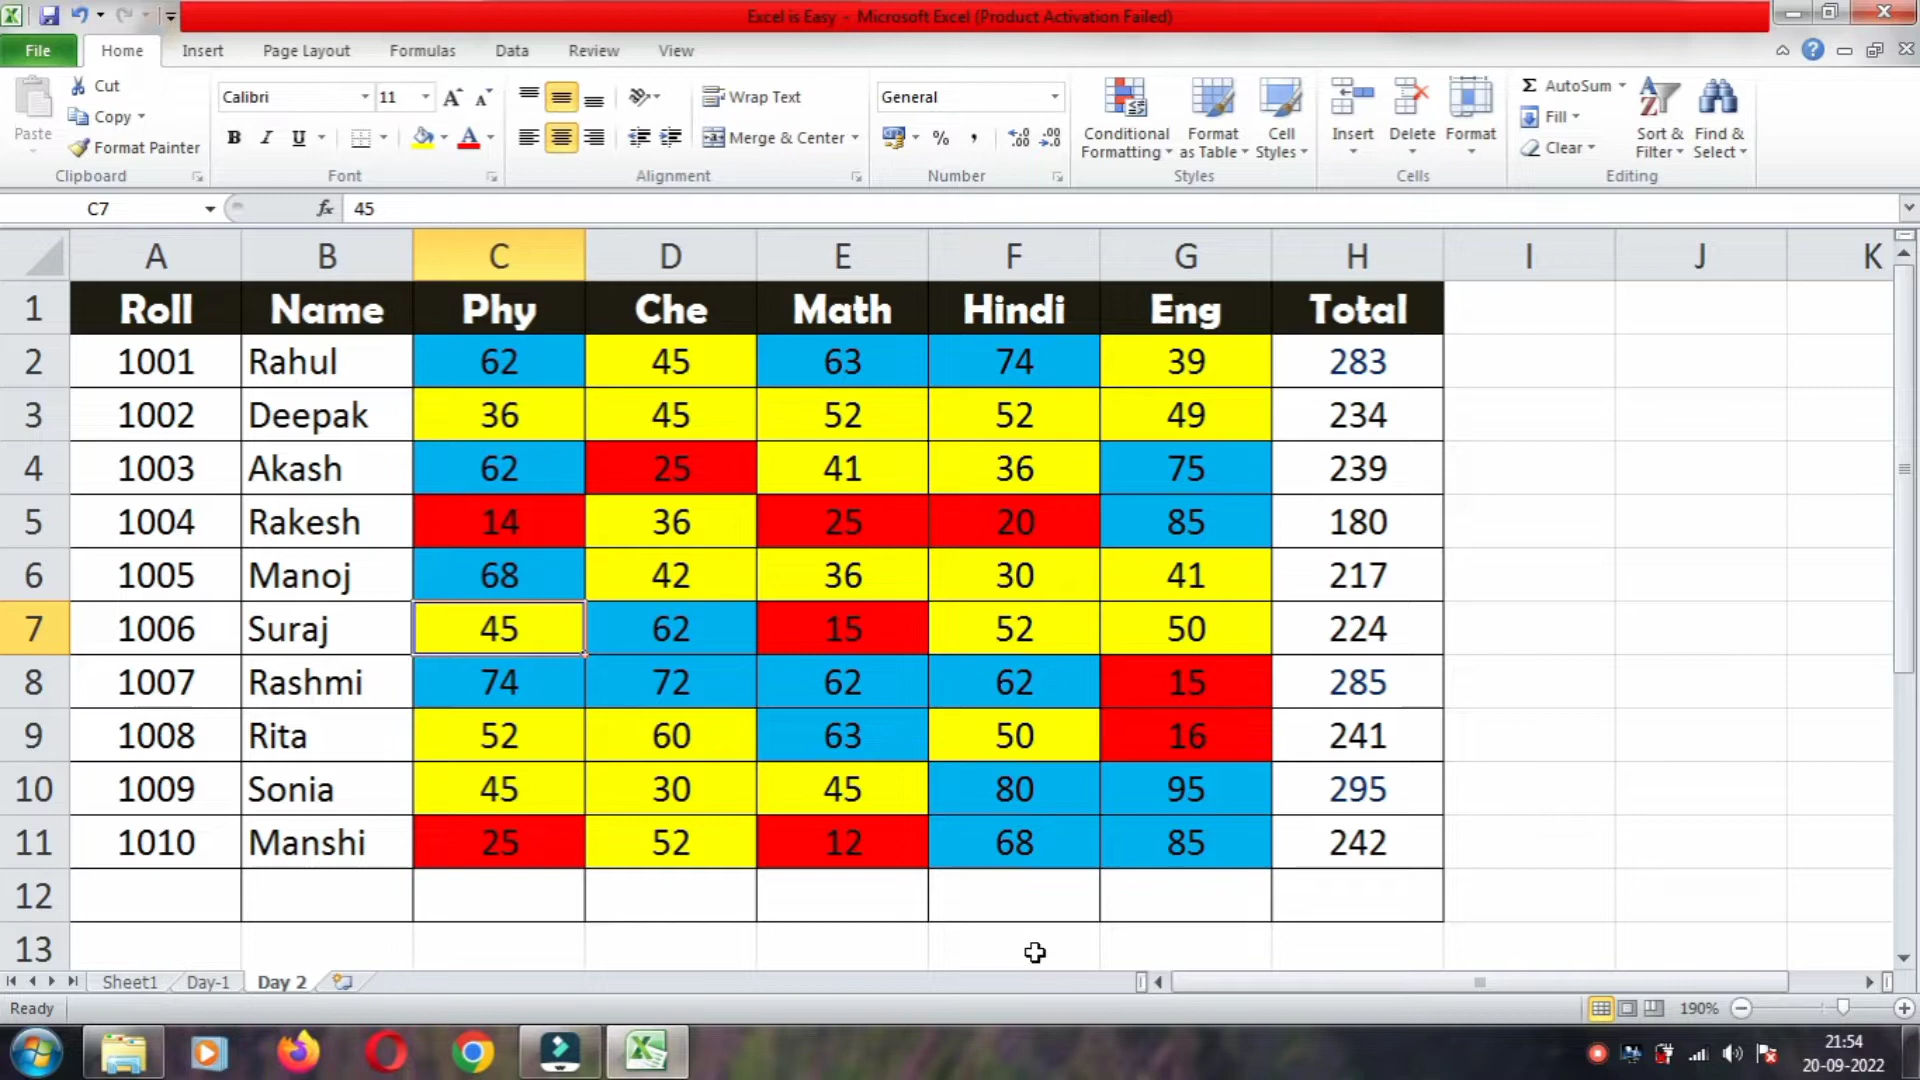 Excel is Easy - Microsoft Excel (Product Activation Failed)
File Home Insert Page Layout Formulas Data Review View
Paste
Cut
Copy
Format Painter
Clipboard
Calibri 11
B I U
Font
Wrap Text
Merge & Center
Alignment
General
% ,
Number
Conditional Formatting
Format as Table
Cell Styles
Styles
Insert Delete Format
Cells
AutoSum
Fill
Clear
Sort & Filter
Find & Select
Editing
C7 fx 45
A B C D E F G H I J K
1 Roll Name Phy Che Math Hindi Eng Total
2 1001 Rahul 62 45 63 74 39 283
3 1002 Deepak 36 45 52 52 49 234
4 1003 Akash 62 25 41 36 75 239
5 1004 Rakesh 14 36 25 20 85 180
6 1005 Manoj 68 42 36 30 41 217
7 1006 Suraj 45 62 15 52 50 224
8 1007 Rashmi 74 72 62 62 15 285
9 1008 Rita 52 60 63 50 16 241
10 1009 Sonia 45 30 45 80 95 295
11 1010 Manshi 25 52 12 68 85 242
12
13
Sheet1 Day-1 Day 2
Ready 190%
21:54
20-09-2022